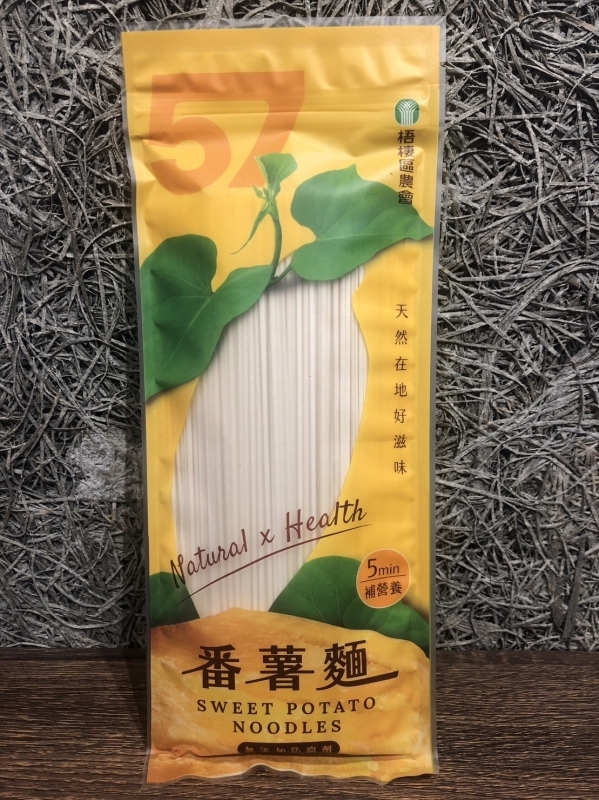 57
梧棲區農會
天然在地好滋味
Natural x Health
5min
補營養
番薯麵
SWEET POTATO
NOODLES
無添加防腐劑